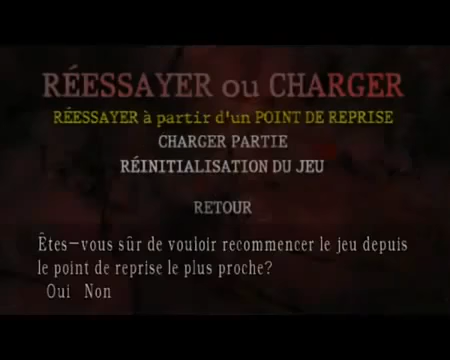 RÉESSAYER ou CHARGER
RÉESSAYER à partir d'un POINT DE REPRISE
CHARGER PARTIE
RÉINITIALISATION DU JEU
RETOUR
Êtes-vous sûr de vouloir recommencer le jeu depuis
le point de reprise le plus proche?
Oui Non